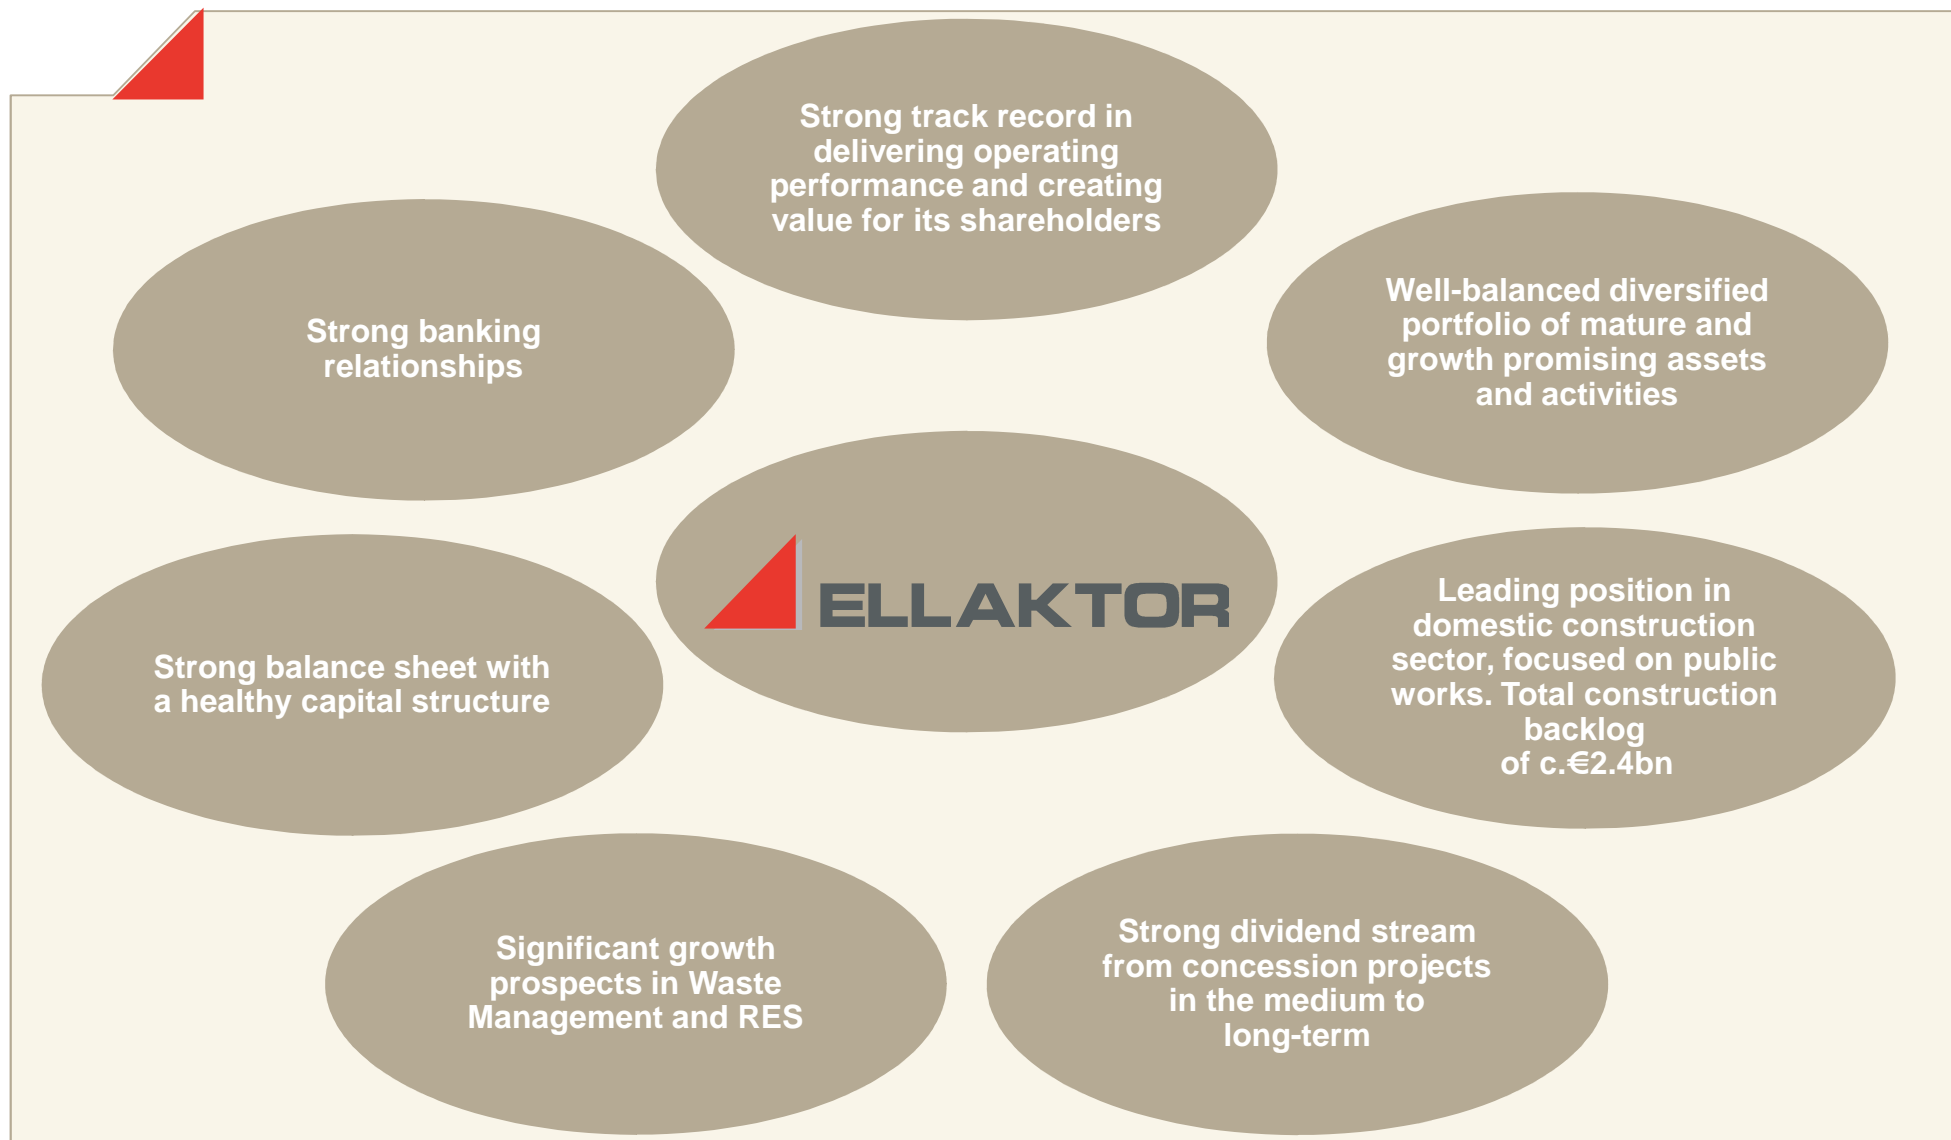 Strong track record in
delivering operating
performance and creating
value for its shareholders
Strong banking
relationships
Well-balanced diversified
portfolio of mature and
growth promising assets
and activities
ELLAKTOR
Strong balance sheet with
a healthy capital structure
Leading position in
domestic construction
sector, focused on public
works. Total construction
backlog
of c.€2.4bn
Significant growth
prospects in Waste
Management and RES
Strong dividend stream
from concession projects
in the medium to
long-term